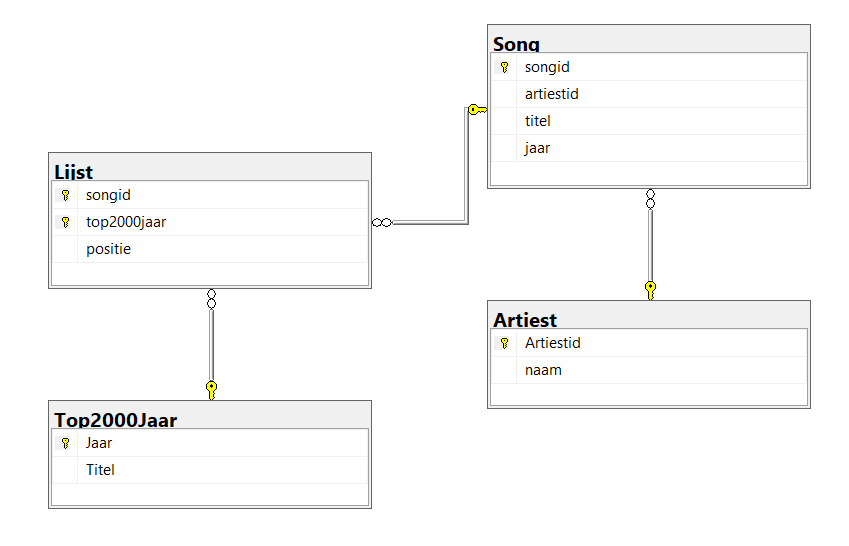 Song
songid
artiestid
titel
jaar
Lijst
songid
top2000jaar
positie
Artiest
Artiestid
naam
Top2000Jaar
Jaar
Titel